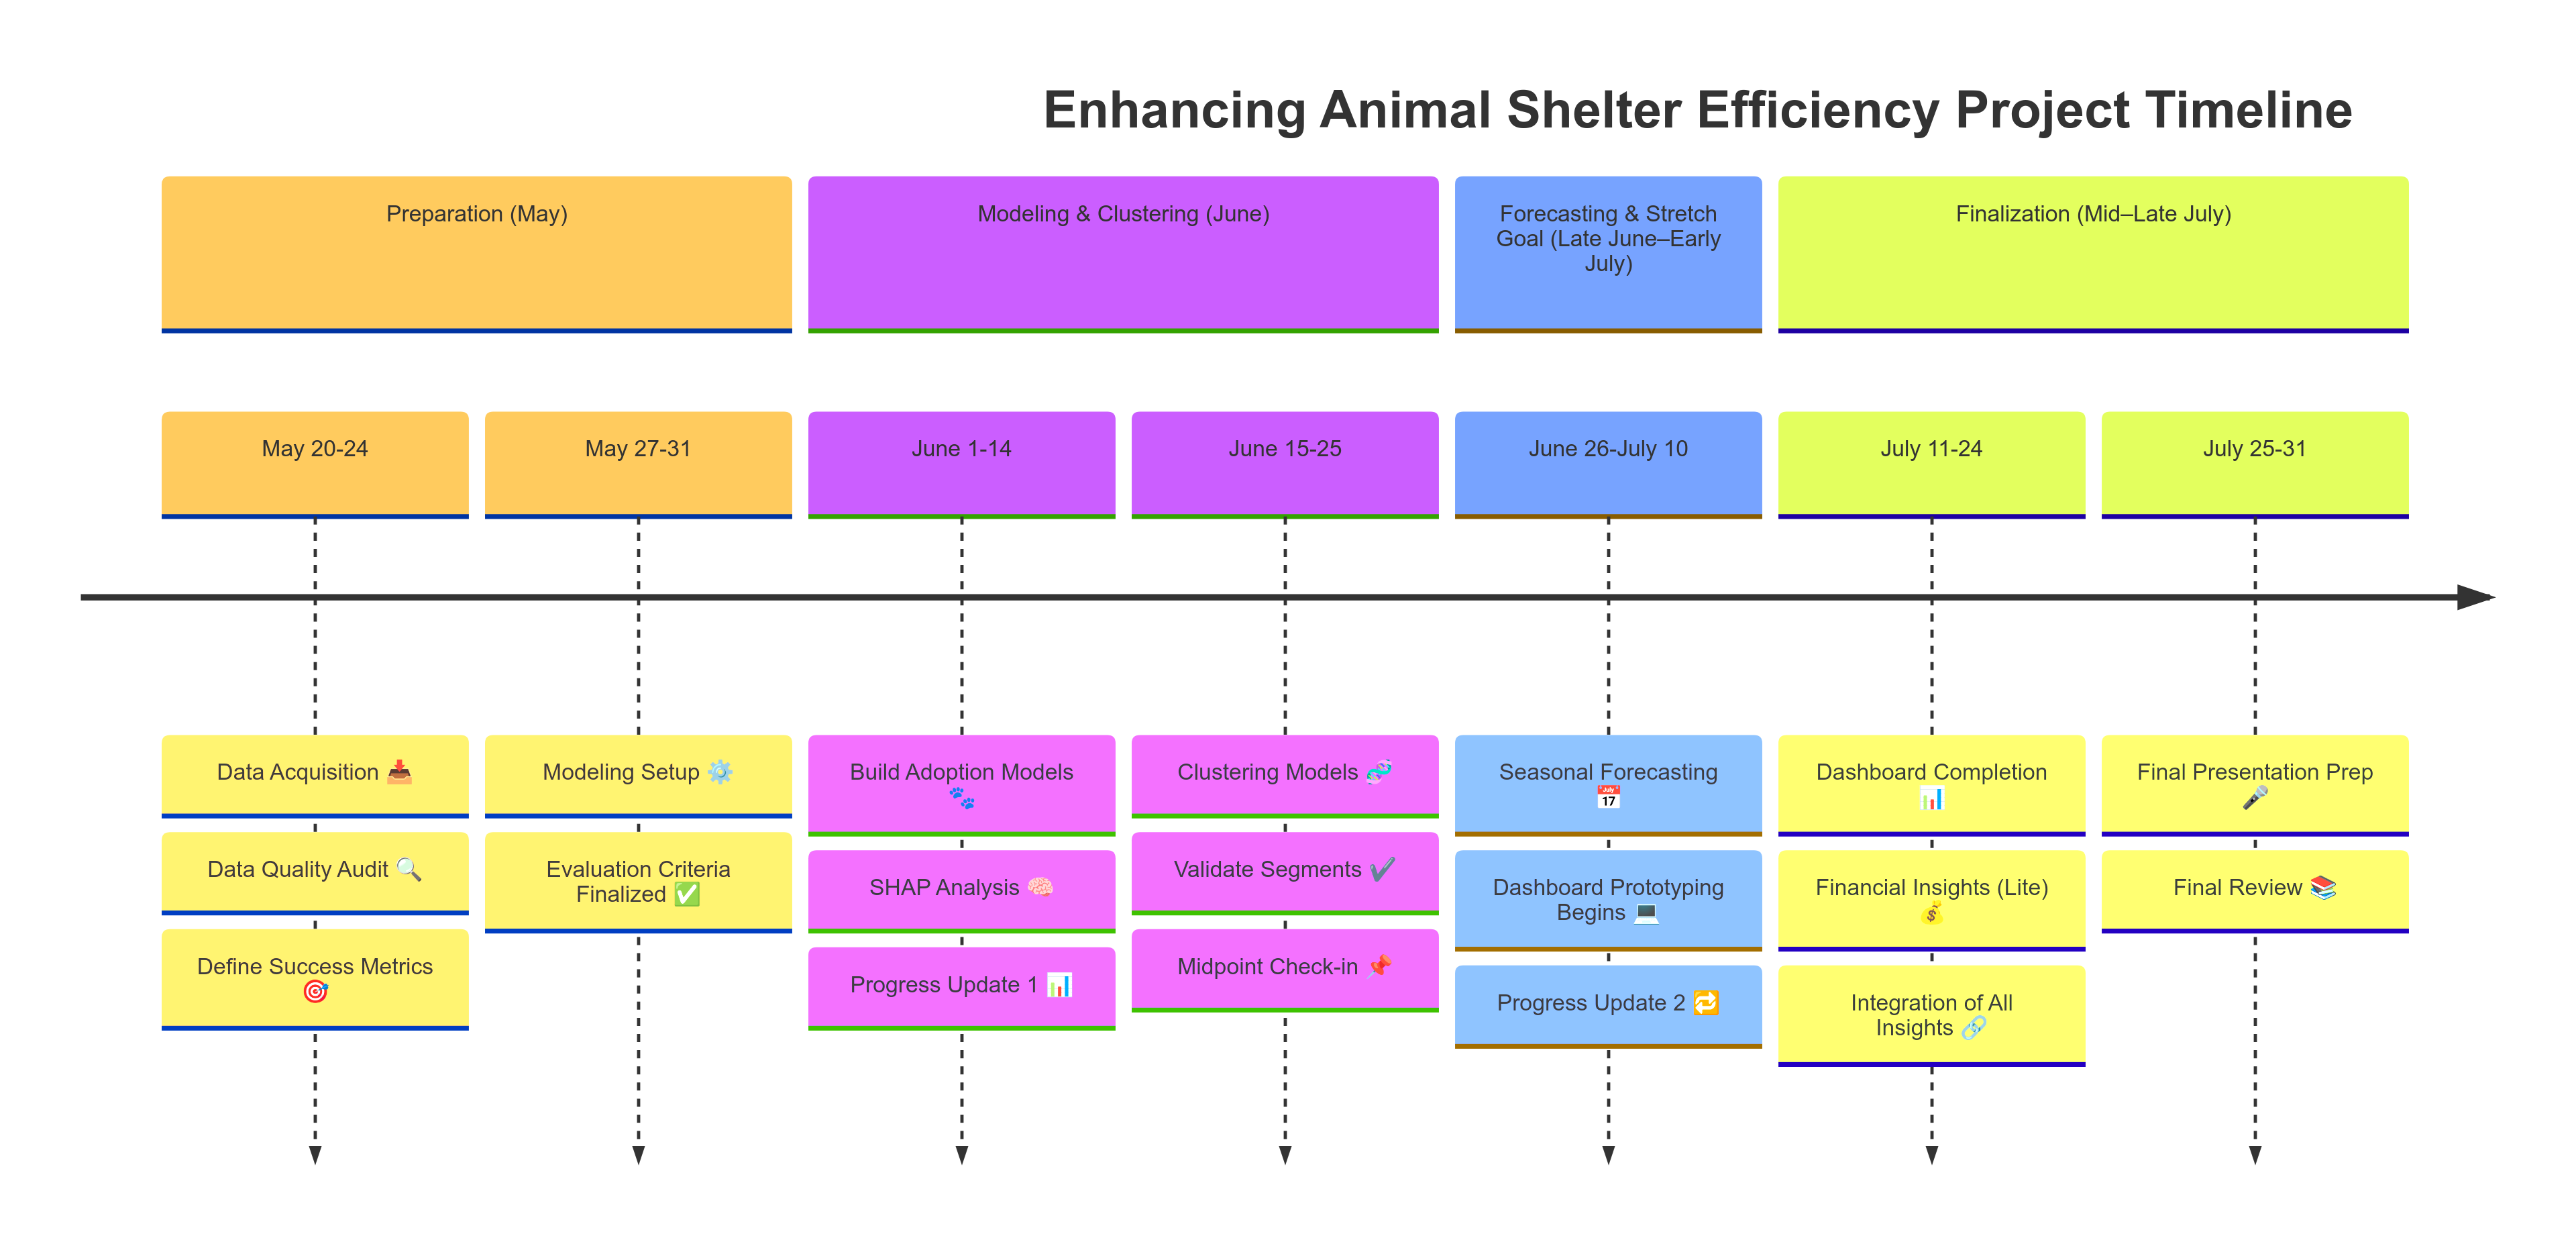 Enhancing Animal Shelter Efficiency Project Timeline
Preparation (May)
Modeling & Clustering (June)
Forecasting & Stretch
Goal (Late June–Early
July)
Finalization (Mid–Late July)
May 20-24
May 27-31
June 1-14
June 15-25
June 26-July 10
July 11-24
July 25-31
Data Acquisition 📥
Data Quality Audit 🔍
Define Success Metrics
🎯
Modeling Setup ⚙️
Evaluation Criteria
Finalized ✅
Build Adoption Models
🐾
SHAP Analysis 🧠
Progress Update 1 📊
Clustering Models 🧬
Validate Segments ✔️
Midpoint Check-in 📌
Seasonal Forecasting
📅
Dashboard Prototyping
Begins 💻
Progress Update 2 🔁
Dashboard Completion
📊
Financial Insights (Lite)
💰
Integration of All
Insights 🔗
Final Presentation Prep
🎤
Final Review 📚